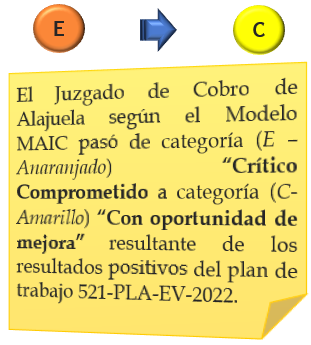 E C
El Juzgado de Cobro de
Alajuela según el Modelo
MAIC pasó de categoría (E –
Anaranjado) “Crítico
Comprometido a categoría (C-
Amarillo) “Con oportunidad de
mejora” resultante de los
resultados positivos del plan de
trabajo 521-PLA-EV-2022.